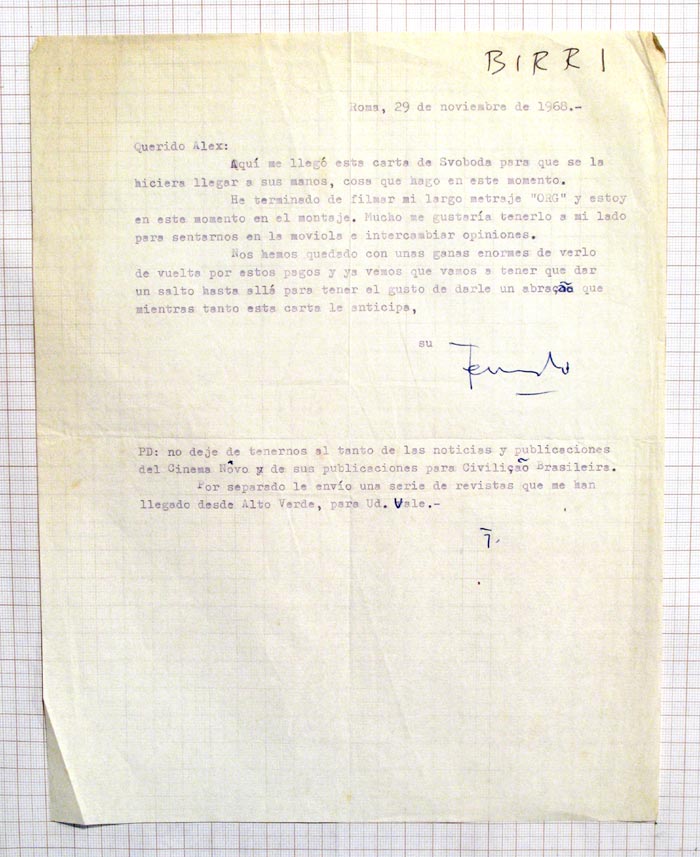 BIRRI
Roma, 29 de noviembre de 1968.-
Querido Alex:
Aquí me llegó esta carta de Svoboda para que se la
hiciera llegar a sus manos, cosa que hago en este momento.
He terminado de filmar mi largo metraje "ORG" y estoy
en este momento en el montaje. Mucho me gustaría tenerlo a mi lado
para sentarnos en la moviola e intercambiar opiniones.
Nos hemos quedado con unas ganas enormes de verlo
de vuelta por estos pagos y ya vemos que vamos a tener que dar
un salto hasta allá para tener el gusto de darle un abração que
mientras tanto esta carta le anticipa,
su
Fernando
PD: no deje de tenernos al tanto de las noticias y publicaciones
del Cinema Nôvo y de sus publicaciones para Civilição Brasileira.
Por separado le envío una serie de revistas que me han
llegado desde Alto Verde, para Ud. Vale.-
F.